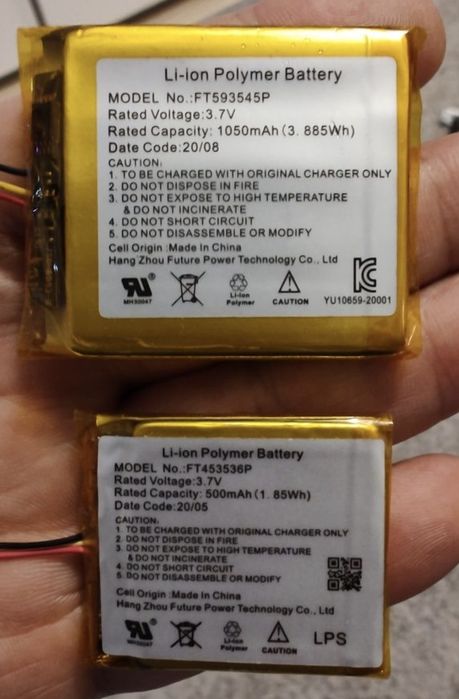 Li-ion Polymer Battery
MODEL No.:FT593545P
Rated Voltage:3.7V
Rated Capacity: 1050mAh(3.885Wh)
Date Code:20/08
CAUTION:
1. TO BE CHARGED WITH ORIGINAL CHARGER ONLY
2. DO NOT DISPOSE IN FIRE
3. DO NOT EXPOSE TO HIGH TEMPERATURE
& DO NOT INCINERATE
4. DO NOT SHORT CIRCUIT
5. DO NOT DISASSEMBLE OR MODIFY
Cell Origin:Made In China
Hang Zhou Future Power Technology Co., Ltd
MH30047
Li-ion
Polymer
CAUTION
YU10659-20001
Li-ion Polymer Battery
MODEL No.:FT453536P
Rated Voltage:3.7V
Rated Capacity: 500mAh(1.85Wh)
Date Code:20/05
CAUTION:
1. TO BE CHARGED WITH ORIGINAL CHARGER ONLY
2. DO NOT DISPOSE IN FIRE
3. DO NOT EXPOSE TO HIGH TEMPERATURE
& DO NOT INCINERATE
4. DO NOT SHORT CIRCUIT
5. DO NOT DISASSEMBLE OR MODIFY
Cell Origin:Made In China
Hang Zhou Future Power Technology Co., Ltd
MH30047
Li-ion
Polymer
CAUTION
LPS